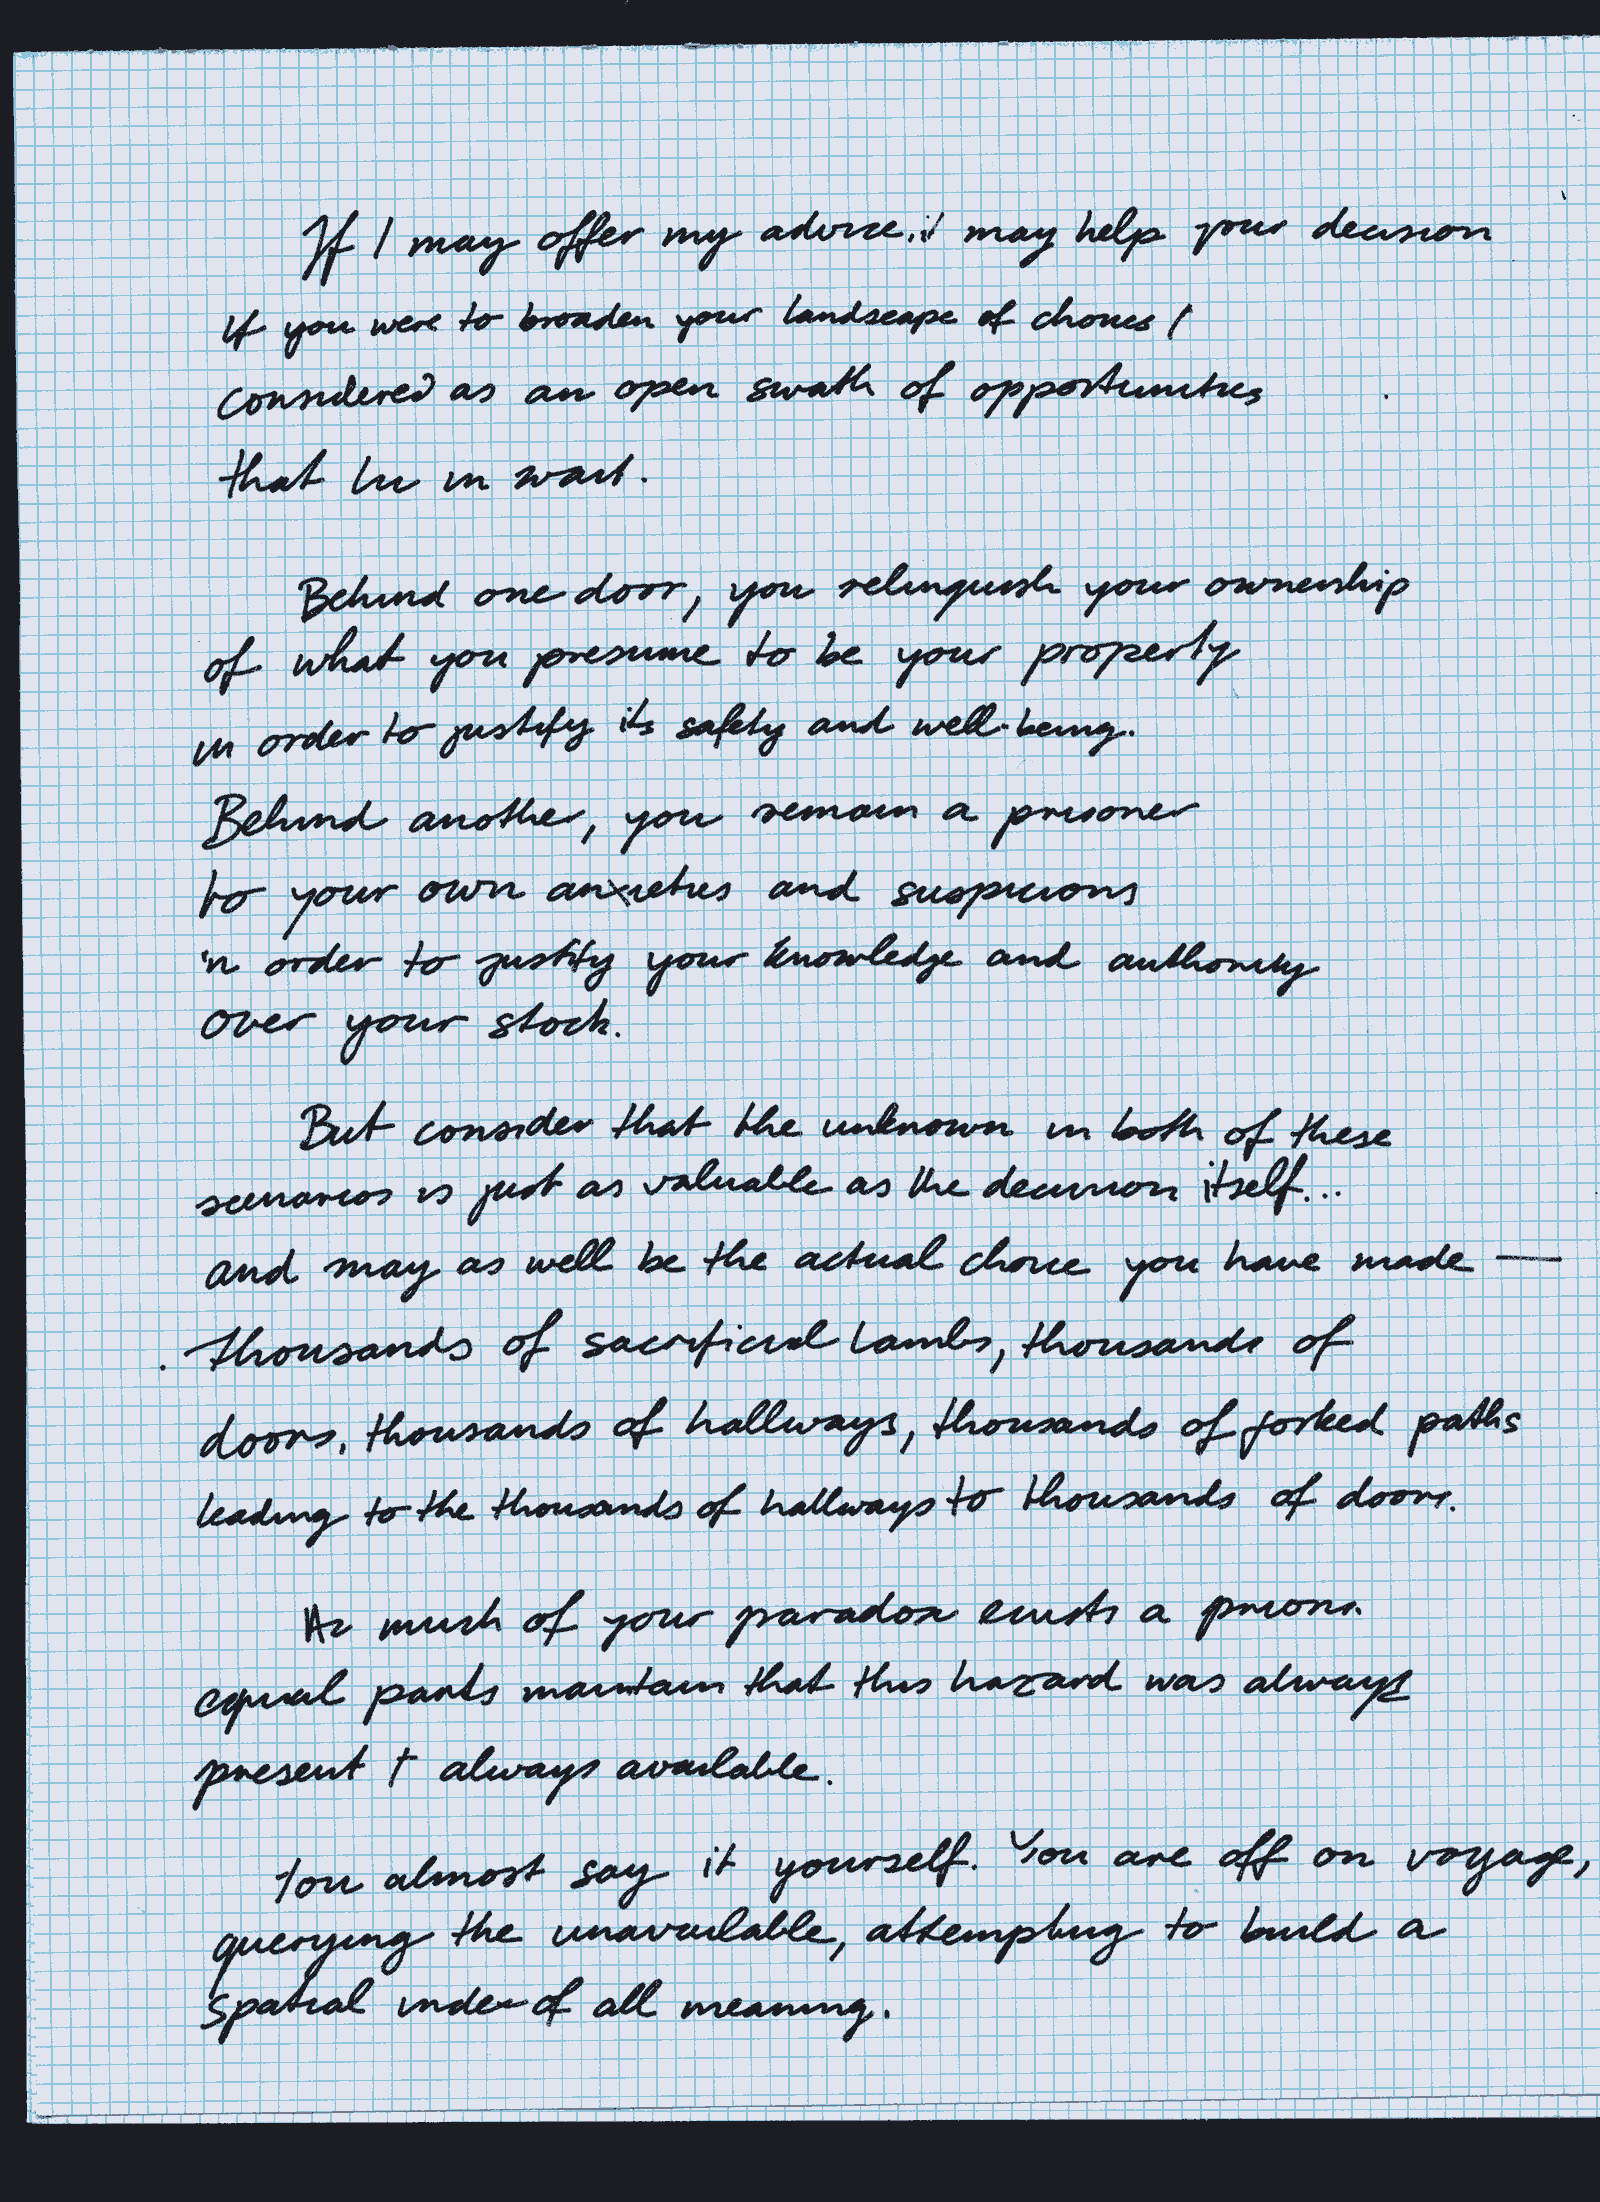 If I may offer my advice, it may help your decision
if you were to broaden your landscape of choices /
considered as an open swath of opportunities
that lie in wait.
Behind one door, you relinquish your ownership
of what you presume to be your property
in order to justify its safety and well-being.
Behind another, you remain a prisoner
to your own anxieties and suspicions
in order to justify your knowledge and authority
over your stock.
But consider that the unknown in both of these
scenarios is just as valuable as the decision itself...
and may as well be the actual choice you have made —
thousands of sacrificial lambs, thousands of
doors, thousands of hallways, thousands of forked paths
leading to the thousands of hallways to thousands of doors.
As much of your paradox exists a priori.
equal parts maintain that this hazard was always
present + always available.
You almost say it yourself. You are off on voyage,
querying the unavailable, attempting to build a
spatial index of all meaning.